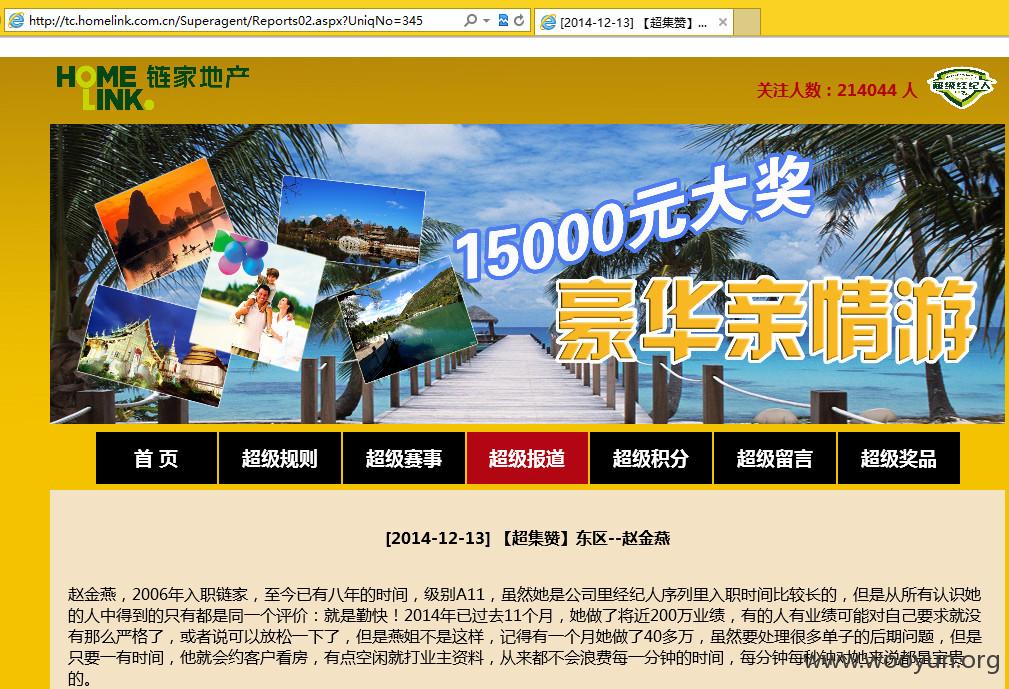 http://tc.homelink.com.cn/Superagent/Reports02.aspx?UniqNo=345
[2014-12-13] 【超集赞】...
HOME LINK. 链家地产
关注人数：214044 人
超级经纪人
15000元大奖
豪华亲情游
首 页
超级规则
超级赛事
超级报道
超级积分
超级留言
超级奖品
[2014-12-13] 【超集赞】东区--赵金燕
赵金燕，2006年入职链家，至今已有八年的时间，级别A11，虽然她是公司里经纪人序列里入职时间比较长的，但是从所有认识她
的人中得到的只有都是同一个评价：就是勤快！2014年已过去11个月，她做了将近200万业绩，有的人有业绩可能对自己要求就没
有那么严格了，或者说可以放松一下了，但是燕姐不是这样，记得有一个月她做了40多万，虽然要处理很多单子的后期问题，但是
只要一有时间，他就会约客户看房，有点空闲就打业主资料，从来都不会浪费每一分钟的时间，每分钟每秒钟对她来说都是宝贵
的。
www.wooyun.org